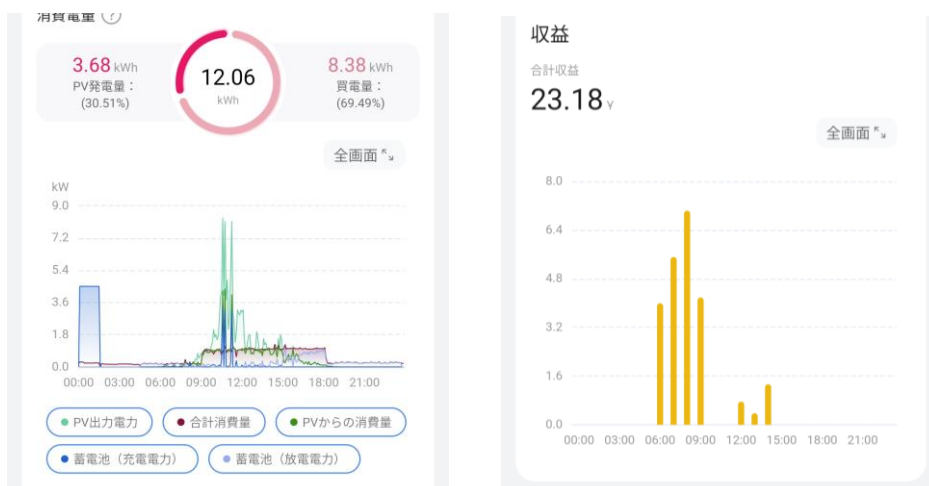 消費電量 ?
3.68 kWh
PV発電量：
(30.51%)
12.06
kWh
8.38 kWh
買電量：
(69.49%)
全画面
kW
9.0
7.2
5.4
3.6
1.8
0.0
00:00 03:00 06:00 09:00 12:00 15:00 18:00 21:00
PV出力電力
合計消費量
PVからの消費量
蓄電池（充電電力）
蓄電池（放電電力）
収益
合計収益
23.18 ¥
全画面
8.0
6.4
4.8
3.2
1.6
0.0
00:00 03:00 06:00 09:00 12:00 15:00 18:00 21:00